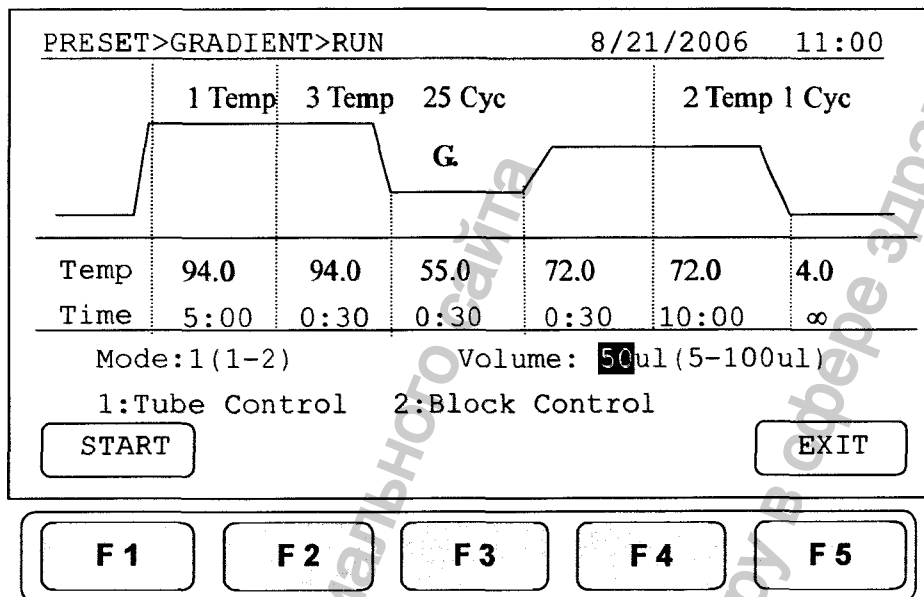 PRESET>GRADIENT>RUN 8/21/2006 11:00
1 Temp 3 Temp 25 Cyc 2 Temp 1 Cyc
G.
Temp 94.0 94.0 55.0 72.0 72.0 4.0
Time 5:00 0:30 0:30 0:30 10:00 ∞
Mode:1(1-2) Volume: 50ul(5-100ul)
1:Tube Control 2:Block Control
START EXIT
F1 F2 F3 F4 F5
сайта
в сфере